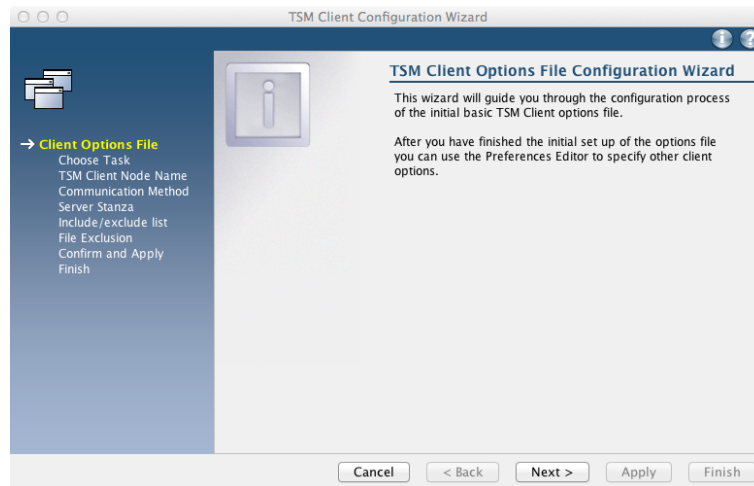 TSM Client Configuration Wizard
Client Options File
Choose Task
TSM Client Node Name
Communication Method
Server Stanza
Include/exclude list
File Exclusion
Confirm and Apply
Finish
TSM Client Options File Configuration Wizard
This wizard will guide you through the configuration process
of the initial basic TSM Client options file.
After you have finished the initial set up of the options file
you can use the Preferences Editor to specify other client
options.
Cancel < Back Next > Apply Finish